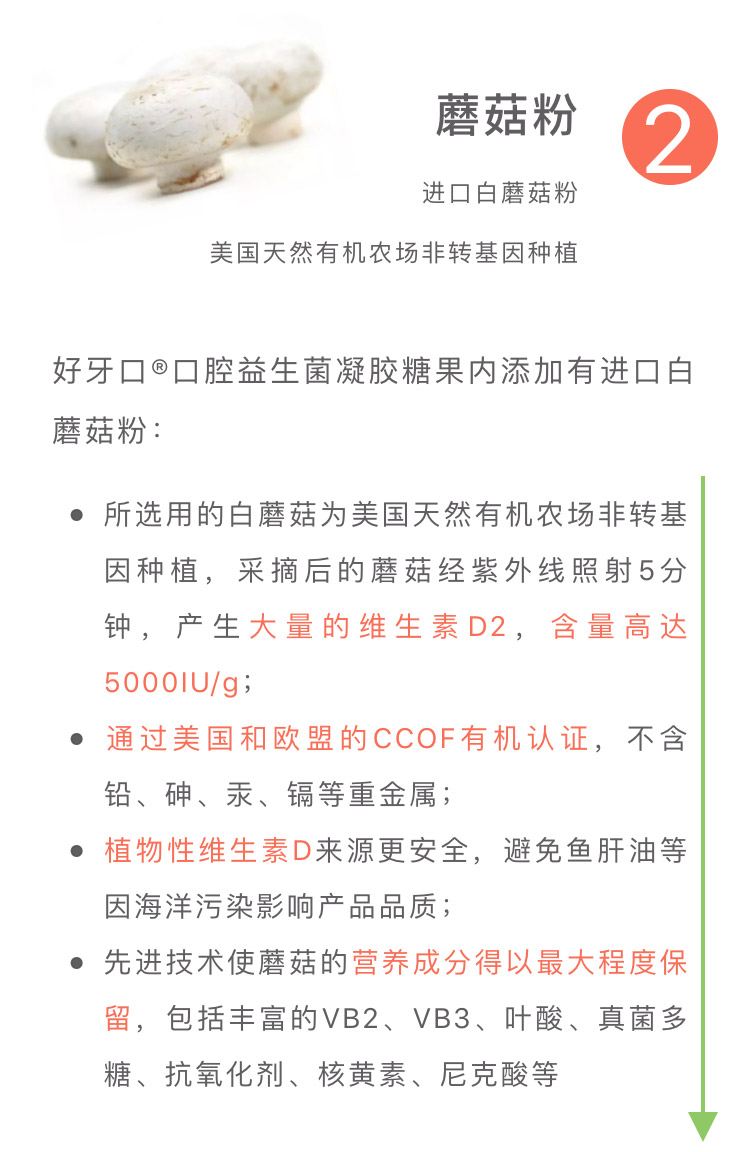 蘑菇粉
2
进口白蘑菇粉
美国天然有机农场非转基因种植
好牙口®口腔益生菌凝胶糖果内添加有进口白
蘑菇粉：
● 所选用的白蘑菇为美国天然有机农场非转基
因种植，采摘后的蘑菇经紫外线照射5分
钟，产生大量的维生素D2，含量高达
5000IU/g；
● 通过美国和欧盟的CCOF有机认证，不含
铅、砷、汞、镉等重金属；
● 植物性维生素D来源更安全，避免鱼肝油等
因海洋污染影响产品品质；
● 先进技术使蘑菇的营养成分得以最大程度保
留，包括丰富的VB2、VB3、叶酸、真菌多
糖、抗氧化剂、核黄素、尼克酸等